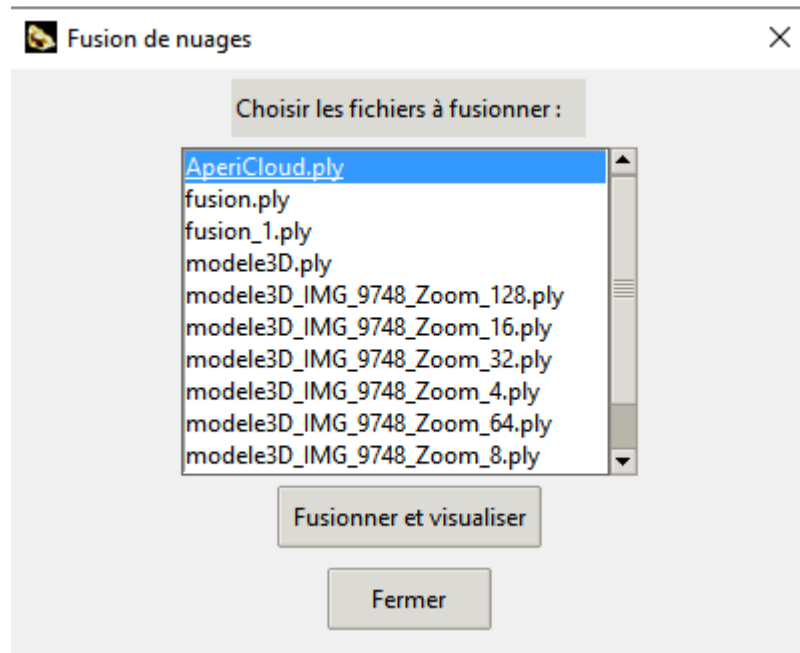 Fusion de nuages
Choisir les fichiers à fusionner :
AperiCloud.ply
fusion.ply
fusion_1.ply
modele3D.ply
modele3D_IMG_9748_Zoom_128.ply
modele3D_IMG_9748_Zoom_16.ply
modele3D_IMG_9748_Zoom_32.ply
modele3D_IMG_9748_Zoom_4.ply
modele3D_IMG_9748_Zoom_64.ply
modele3D_IMG_9748_Zoom_8.ply
Fusionner et visualiser
Fermer